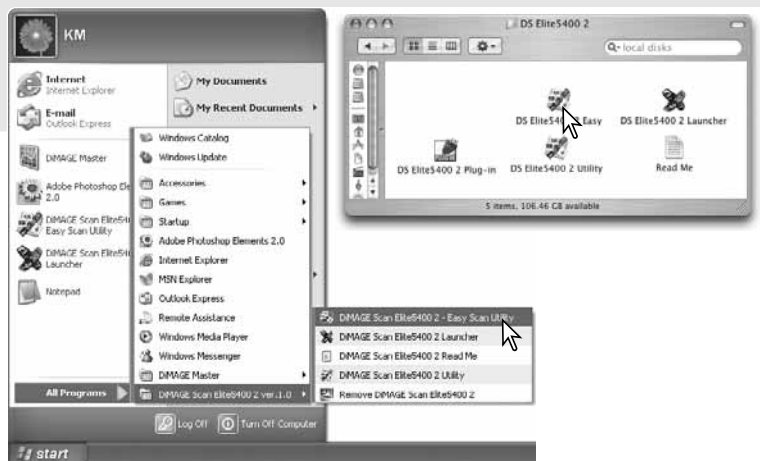 KM
Internet
Internet Explorer
E-mail
Outlook Express
DiMAGE Master
Adobe Photoshop Ele
2.0
DiMAGE Scan Elite54
Easy Scan Utility
DiMAGE Scan Elite54
Launcher
Notepad
All Programs
My Documents
My Recent Documents
Windows Catalog
Windows Update
Accessories
Games
Startup
Adobe Photoshop Elements 2.0
Internet Explorer
MSN Explorer
Outlook Express
Remote Assistance
Windows Media Player
Windows Messenger
DiMAGE Master
DiMAGE Scan Elite5400 2 ver.1.0
DiMAGE Scan Elite5400 2 - Easy Scan Utility
DiMAGE Scan Elite5400 2 Launcher
DiMAGE Scan Elite5400 2 Read Me
DiMAGE Scan Elite5400 2 Utility
Remove DiMAGE Scan Elite5400 2
Log Off
Turn Off Computer
start
DS Elite5400 2
local disks
DS Elite5400 2 Easy
DS Elite5400 2 Launcher
DS Elite5400 2 Plug-in
DS Elite5400 2 Utility
Read Me
5 items, 106.46 GB available